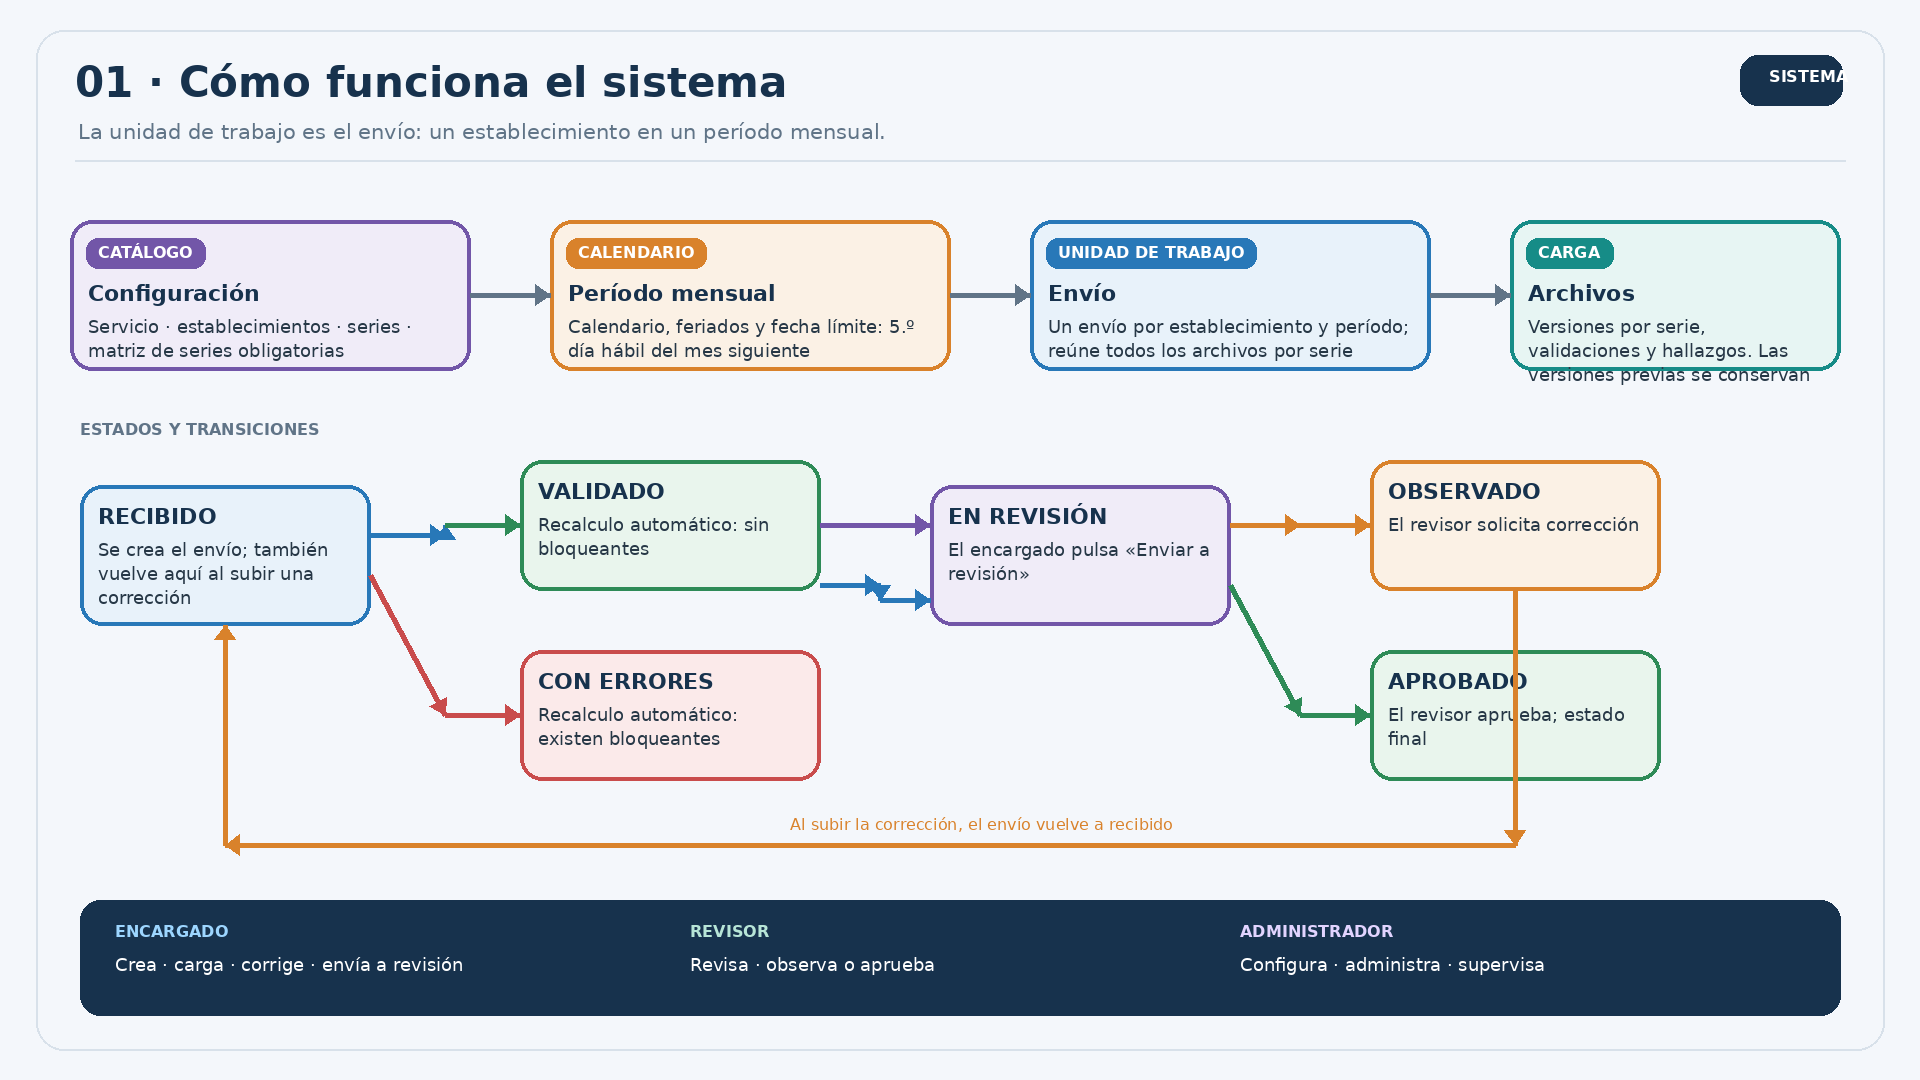 01 · Cómo funciona el sistema
SISTEMA
La unidad de trabajo es el envío: un establecimiento en un período mensual.
CATÁLOGO
Configuración
Servicio · establecimientos · series ·
matriz de series obligatorias
CALENDARIO
Período mensual
Calendario, feriados y fecha límite: 5.º
día hábil del mes siguiente
UNIDAD DE TRABAJO
Envío
Un envío por establecimiento y período;
reúne todos los archivos por serie
CARGA
Archivos
Versiones por serie,
validaciones y hallazgos. Las
versiones previas se conservan
ESTADOS Y TRANSICIONES
RECIBIDO
Se crea el envío; también
vuelve aquí al subir una
corrección
VALIDADO
Recalculo automático: sin
bloqueantes
CON ERRORES
Recalculo automático:
existen bloqueantes
EN REVISIÓN
El encargado pulsa «Enviar a
revisión»
OBSERVADO
El revisor solicita corrección
APROBADO
El revisor aprueba; estado
final
Al subir la corrección, el envío vuelve a recibido
ENCARGADO
Crea · carga · corrige · envía a revisión
REVISOR
Revisa · observa o aprueba
ADMINISTRADOR
Configura · administra · supervisa